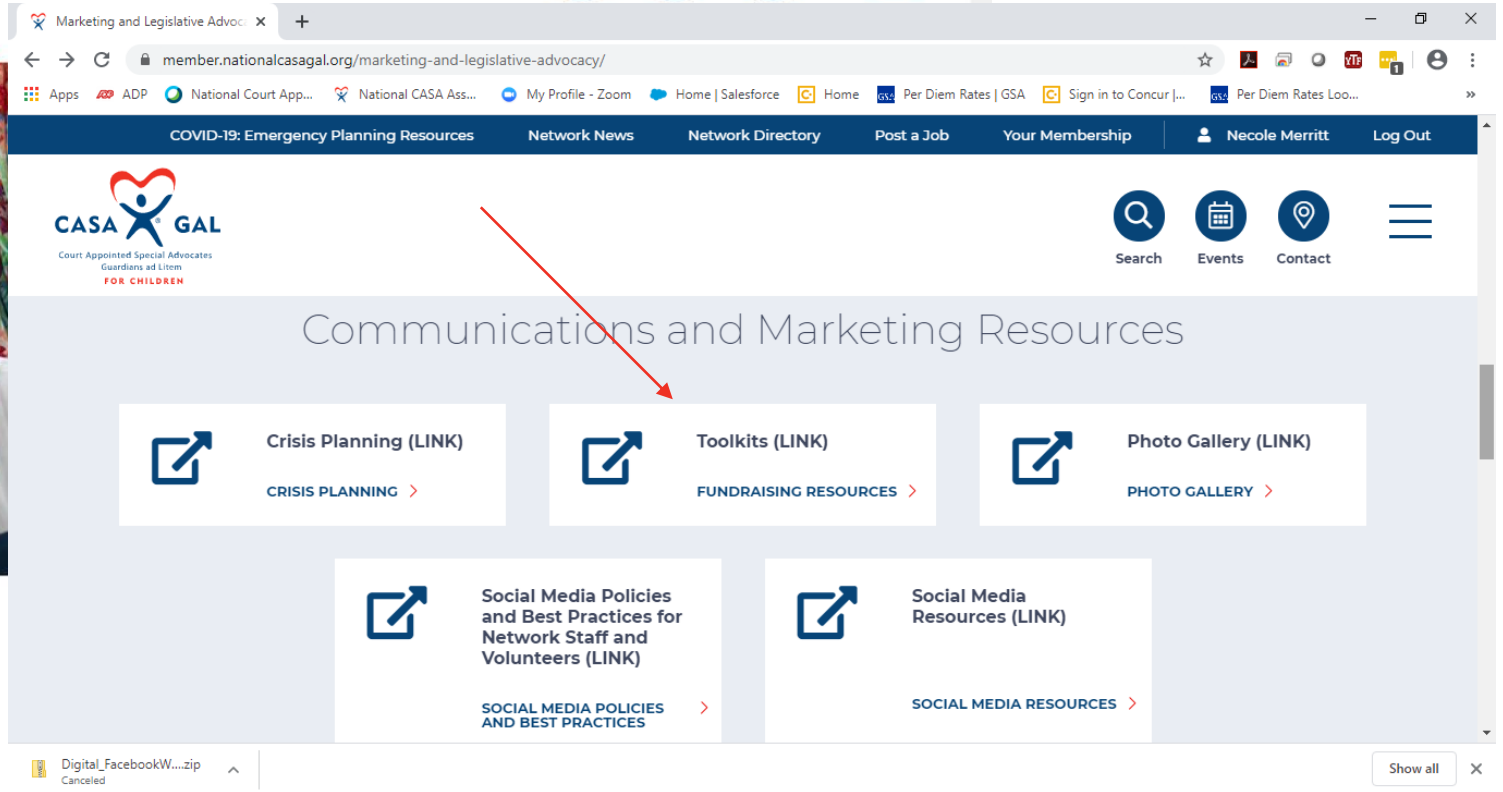 Marketing and Legislative Advoc
member.nationalcasagal.org/marketing-and-legislative-advocacy/
1
Apps ADP National Court App... National CASA Ass... My Profile - Zoom Home | Salesforce Home GSA Per Diem Rates | GSA Sign in to Concur |... GSA Per Diem Rates Loo... »
COVID-19: Emergency Planning Resources Network News Network Directory Post a Job Your Membership Necole Merritt Log Out
CASA ® GAL
Court Appointed Special Advocates
Guardians ad Litem
FOR CHILDREN
Search Events Contact
Communications and Marketing Resources
Crisis Planning (LINK)
CRISIS PLANNING
Toolkits (LINK)
FUNDRAISING RESOURCES
Photo Gallery (LINK)
PHOTO GALLERY
Social Media Policies
and Best Practices for
Network Staff and
Volunteers (LINK)
SOCIAL MEDIA POLICIES
AND BEST PRACTICES
Social Media
Resources (LINK)
SOCIAL MEDIA RESOURCES
Digital_FacebookW....zip
Canceled
Show all